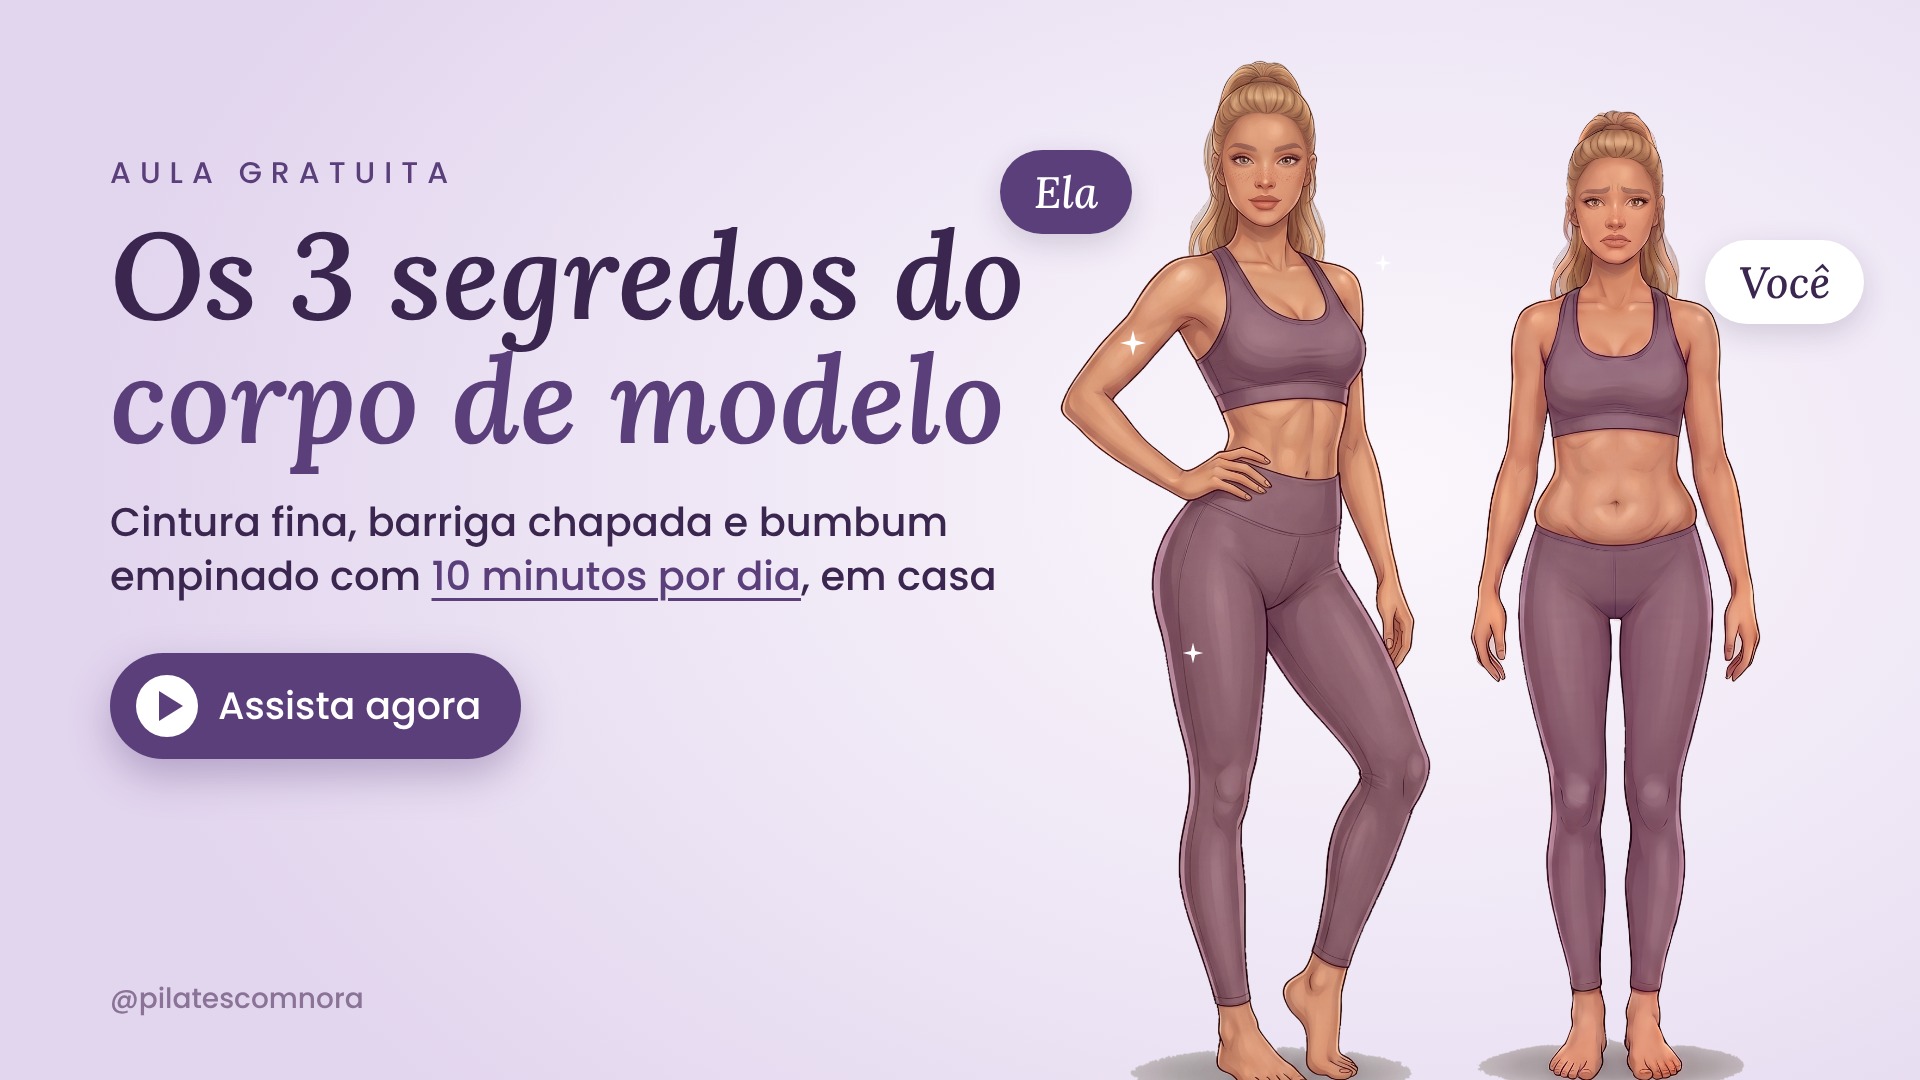 AULA GRATUITA
Os 3 segredos do
corpo de modelo
Cintura fina, barriga chapada e bumbum
empinado com 10 minutos por dia, em casa
Assista agora
@pilatescomnora
Ela
Você